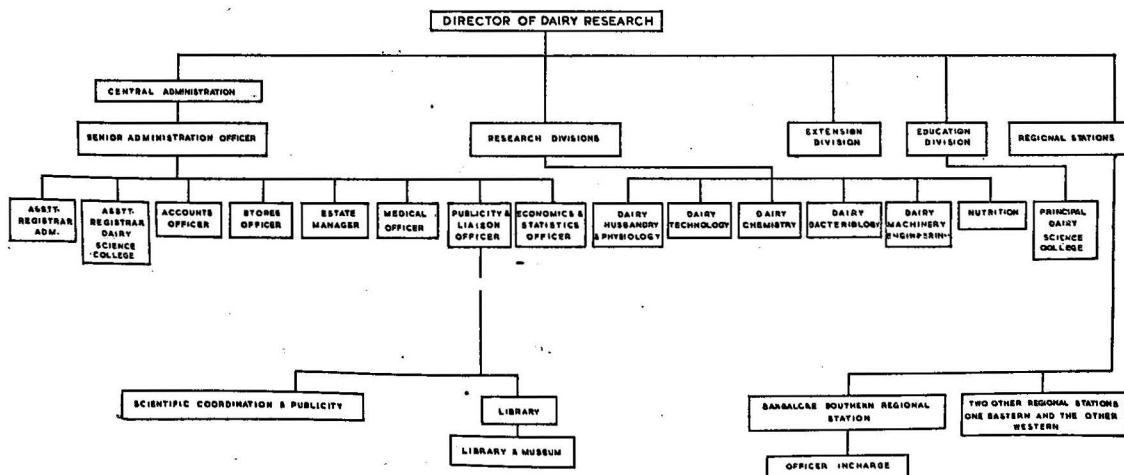 DIRECTOR OF DAIRY RESEARCH
CENTRAL ADMINISTRATION
SENIOR ADMINISTRATION OFFICER
RESEARCH DIVISIONS
EXTENSION
DIVISION
EDUCATION
DIVISION
REGIONAL STATIONS
ASSTT-
REGISTRAR
ADM.
ASSTT-
REGISTRAR
DAIRY
SCIENCE
COLLEGE
ACCOUNTS
OFFICER
STORES
OFFICER
ESTATE
MANAGER
MEDICAL
OFFICER
PUBLICITY &
LIAISON
OFFICER
ECONOMICS &
STATISTICS
OFFICER
DAIRY
HUSBANDRY
& PHYSIOLOGY
DAIRY
TECHNOLOGY
DAIRY
CHEMISTRY
DAIRY
BACTERIOLOGY
DAIRY
MACHINERY
ENGINEERING
NUTRITION
PRINCIPAL
DAIRY
SCIENCE
COLLEGE
SCIENTIFIC COORDINATION & PUBLICITY
LIBRARY
LIBRARY & MUSEUM
BANGALORE SOUTHERN REGIONAL
STATION
OFFICER INCHARGE
TWO OTHER REGIONAL STATIONS
ONE EASTERN AND THE OTHER
WESTERN